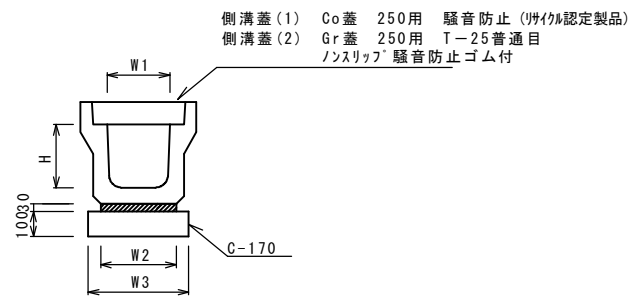 側溝蓋(1) Co蓋 250用 騒音防止(ﾘｻｲｸﾙ認定製品)
側溝蓋(2) Gr蓋 250用 T-25普通目
ﾉﾝｽﾘｯﾌﾟ騒音防止ゴム付
W1
H
30
100
C-170
W2
W3